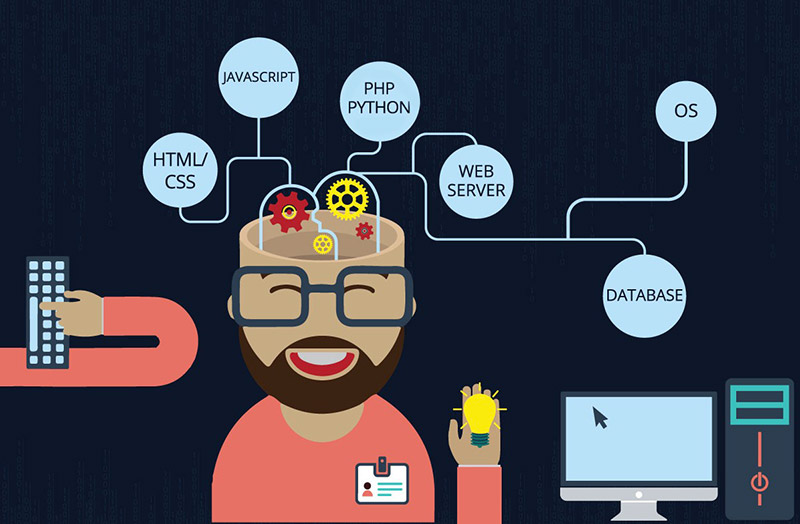 JAVASCRIPT
PHP
PYTHON
OS
HTML/
CSS
WEB
SERVER
DATABASE